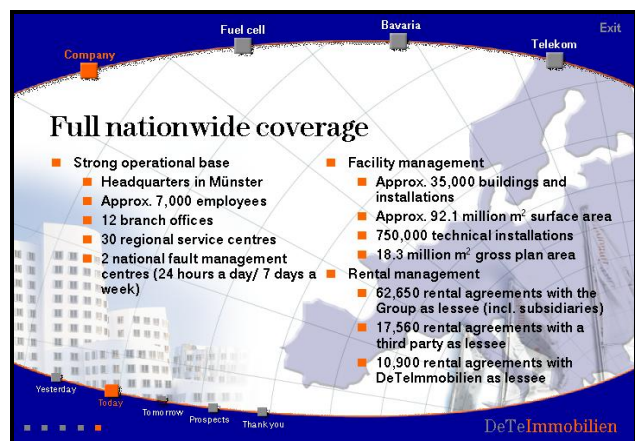 Company
Fuel cell
Bavaria
Telekom
Exit
Full nationwide coverage
Strong operational base
Headquarters in Münster
Approx. 7,000 employees
12 branch offices
30 regional service centres
2 national fault management
centres (24 hours a day/ 7 days a
week)
Facility management
Approx. 35,000 buildings and
installations
Approx. 92.1 million m² surface area
750,000 technical installations
18.3 million m² gross plan area
Rental management
62,650 rental agreements with the
Group as lessee (incl. subsidiaries)
17,560 rental agreements with a
third party as lessee
10,900 rental agreements with
DeTeImmobilien as lessee
Yesterday
Today
Tomorrow
Prospects
Thank you
DeTeImmobilien